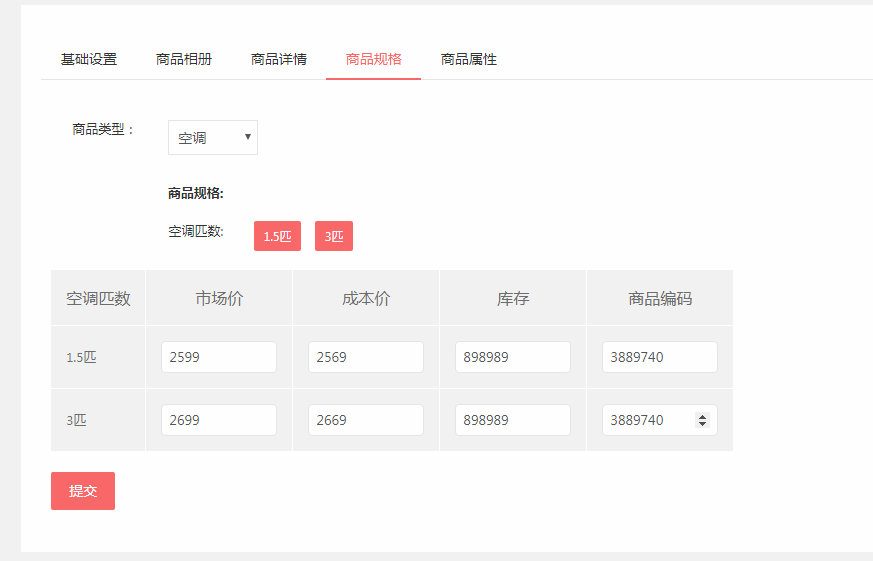 基础设置 商品相册 商品详情 商品规格 商品属性
商品类型： 空调
商品规格:
空调匹数: 1.5匹 3匹
空调匹数 市场价 成本价 库存 商品编码
1.5匹 2599 2569 898989 3889740
3匹 2699 2669 898989 3889740
提交